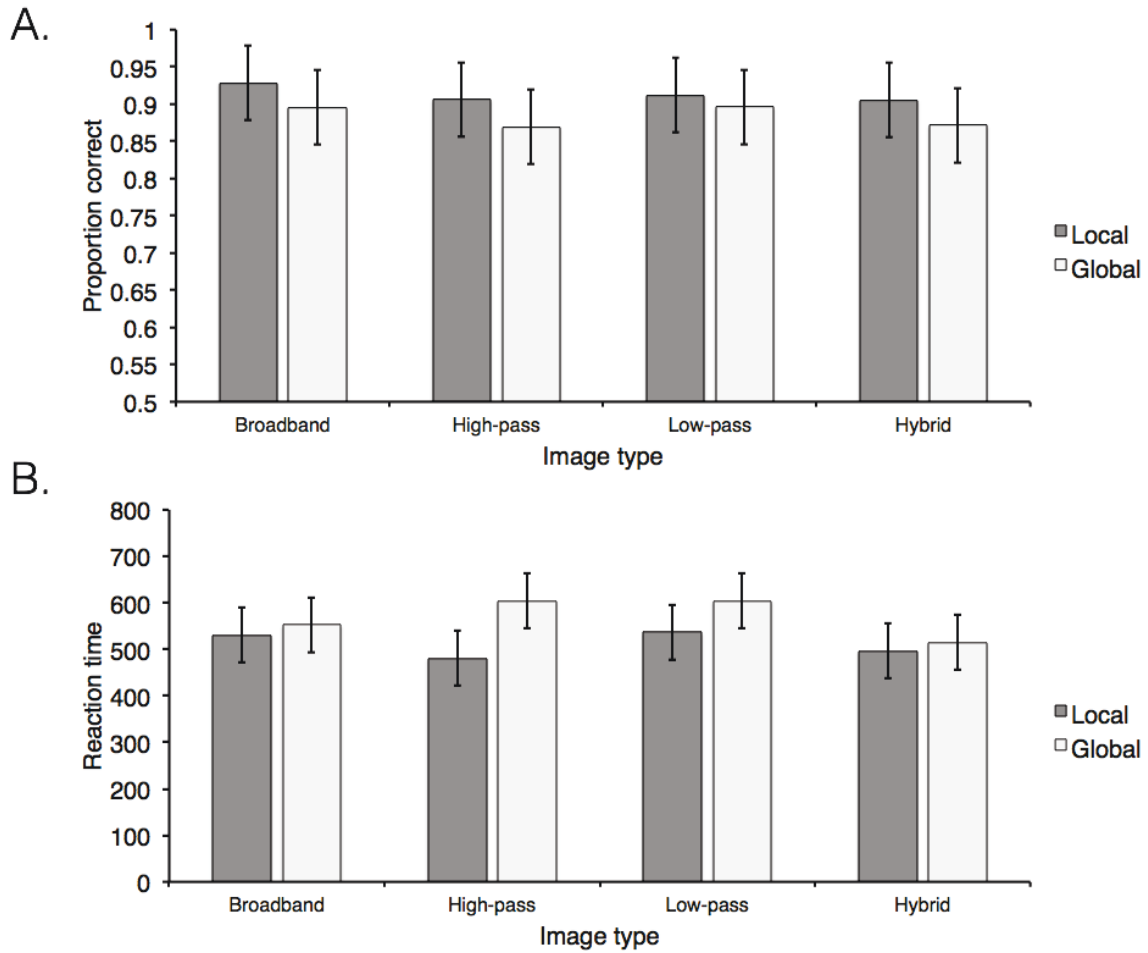 A.
1
0.95
0.9
0.85
0.8
0.75
0.7
0.65
0.6
0.55
0.5
Proportion correct
Broadband High-pass Low-pass Hybrid
Image type
Local
Global
B.
800
700
600
500
400
300
200
100
0
Reaction time
Broadband High-pass Low-pass Hybrid
Image type
Local
Global